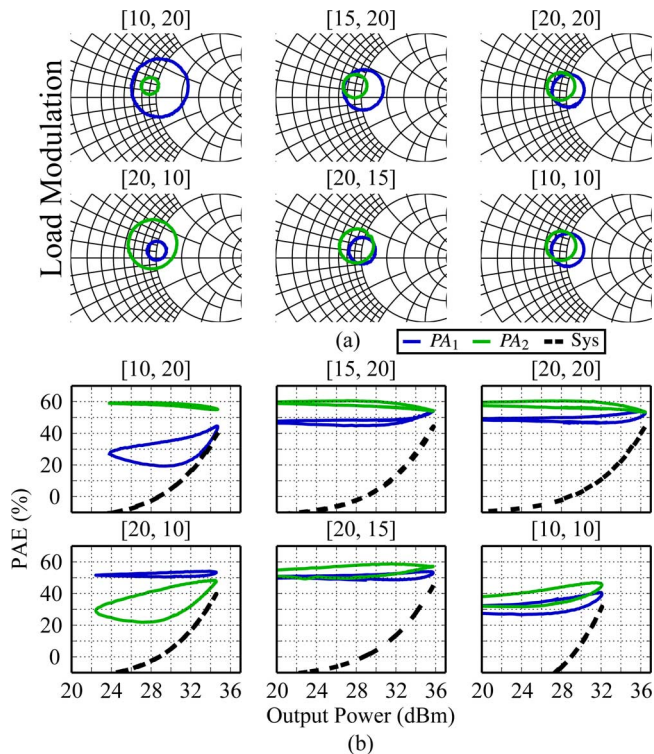 [10, 20] [15, 20] [20, 20]
Load Modulation
[20, 10] [20, 15] [10, 10]
(a)
PA1 PA2 Sys
[10, 20] [15, 20] [20, 20]
60
40
20
0
PAE (%)
[20, 10] [20, 15] [10, 10]
60
40
20
0
20 24 28 32 36 20 24 28 32 36 20 24 28 32 36
Output Power (dBm)
(b)